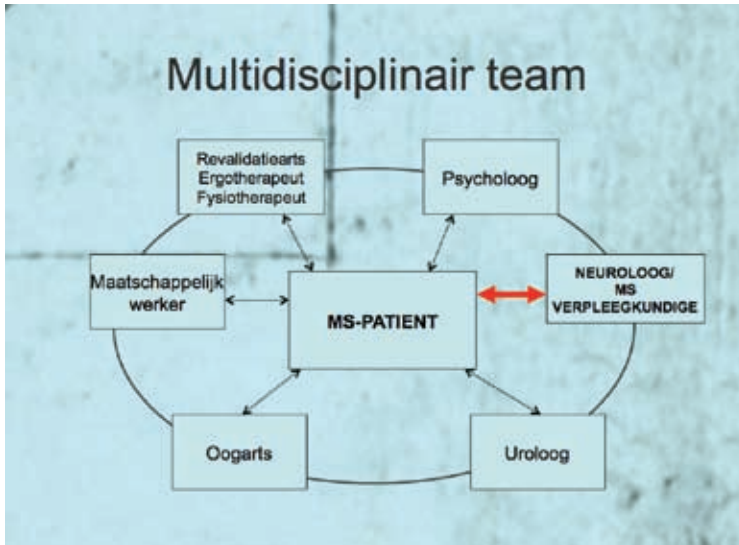 Multidisciplinair team
Revalidatiearts
Ergotherapeut
Fysiotherapeut
Psycholoog
Maatschappelijk
werker
MS-PATIENT
NEUROLOOG/
MS
VERPLEEGKUNDIGE
Oogarts
Uroloog